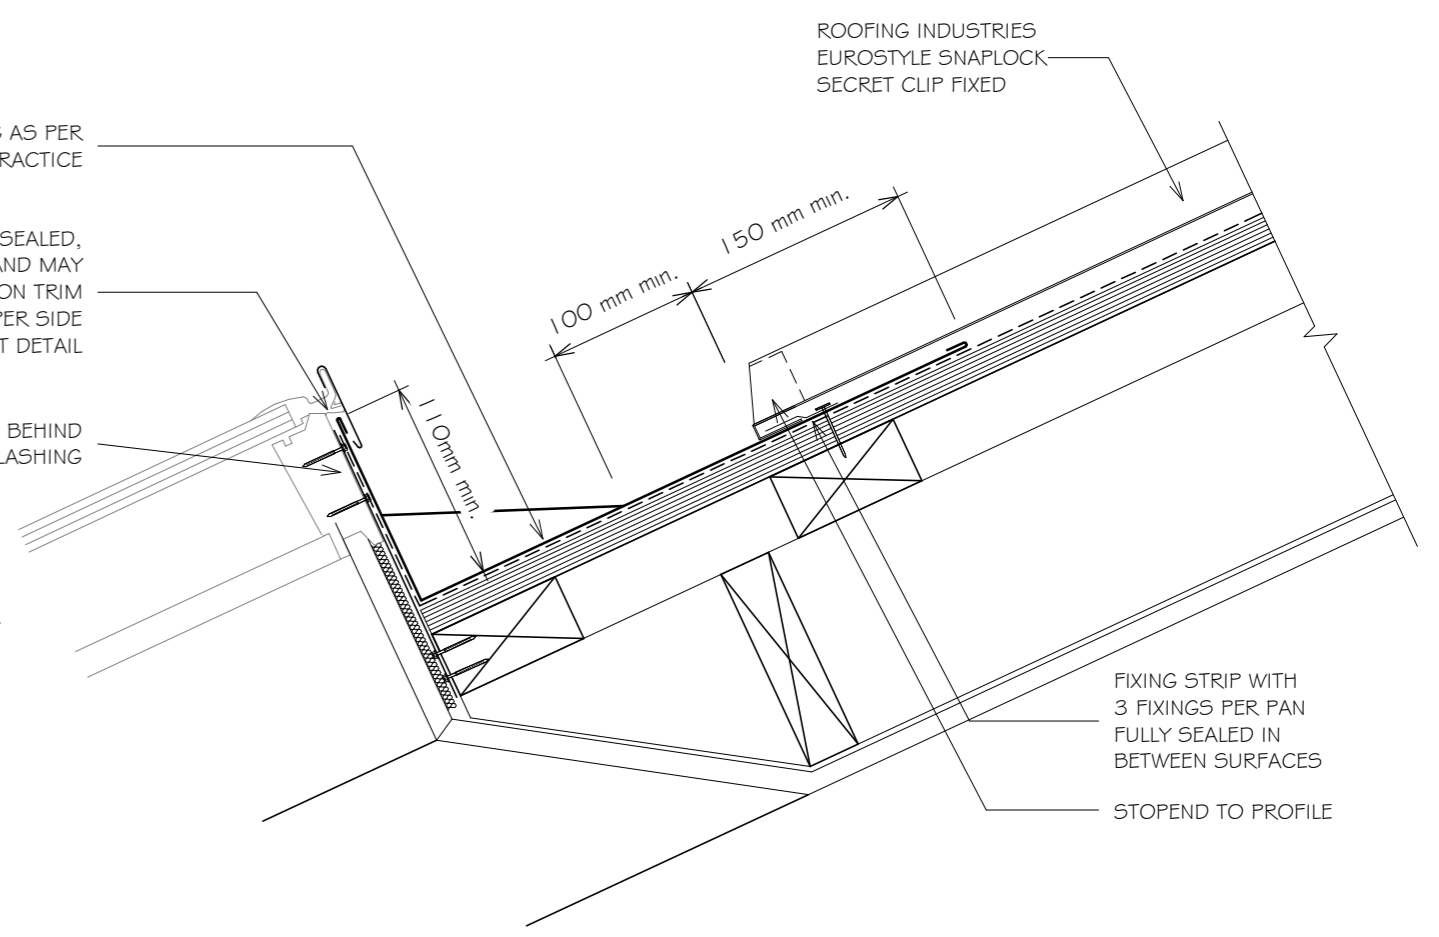 ROOFING INDUSTRIES
EUROSTYLE SNAPLOCK
SECRET CLIP FIXED
AS PER
RACTICE
SEALED,
AND MAY
ON TRIM
PER SIDE
T DETAIL
BEHIND
LASHING
150 mm min.
100 mm min.
110mm min.
FIXING STRIP WITH
3 FIXINGS PER PAN
FULLY SEALED IN
BETWEEN SURFACES
STOPEND TO PROFILE